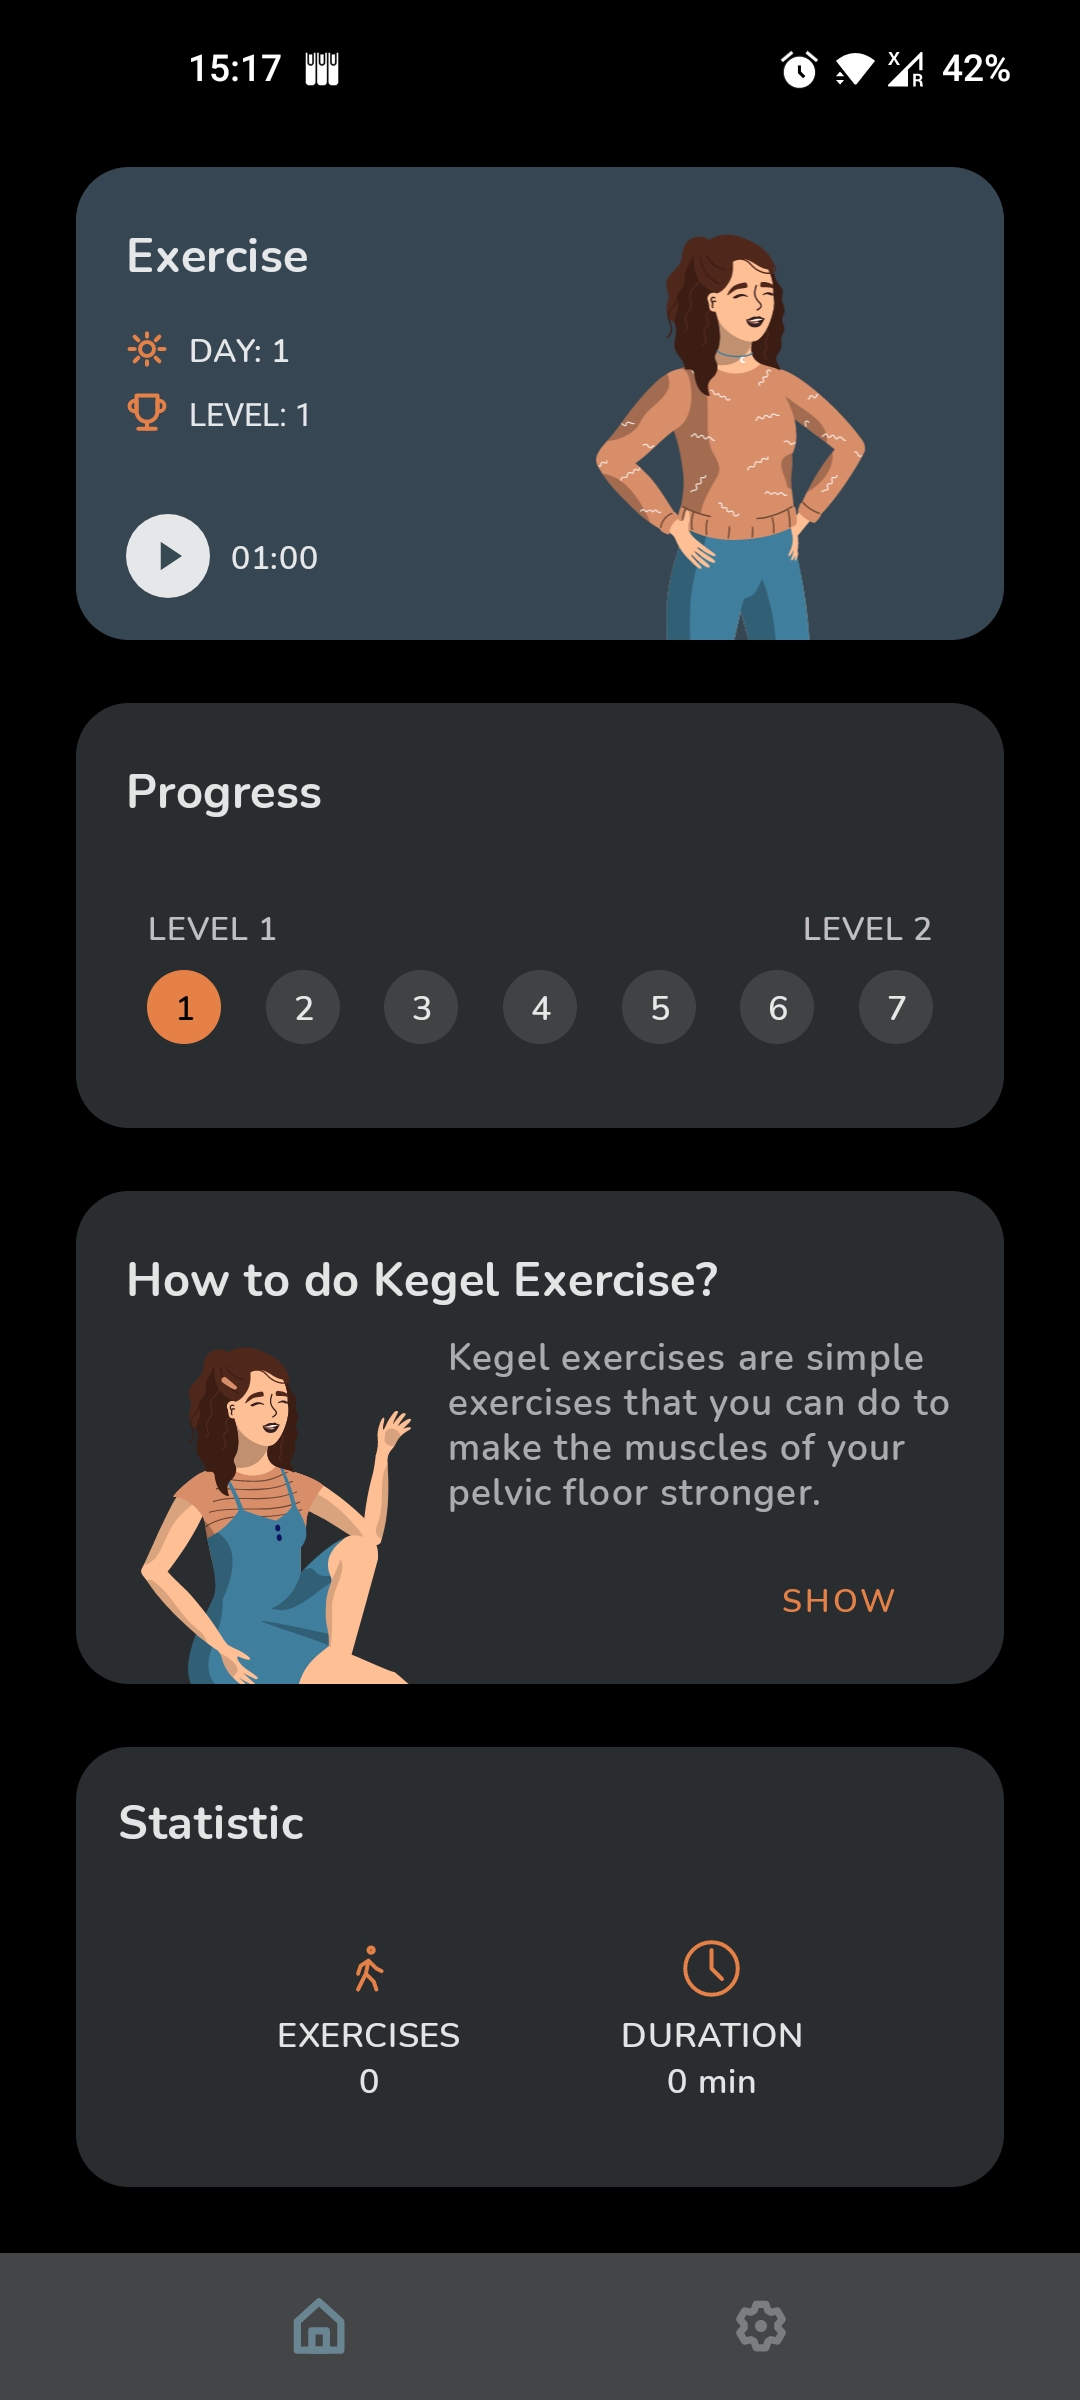 15:17
X
R
42%
Exercise
DAY: 1
LEVEL: 1
01:00
Progress
LEVEL 1
LEVEL 2
1 2 3 4 5 6 7
How to do Kegel Exercise?
Kegel exercises are simple
exercises that you can do to
make the muscles of your
pelvic floor stronger.
SHOW
Statistic
EXERCISES
0
DURATION
0 min